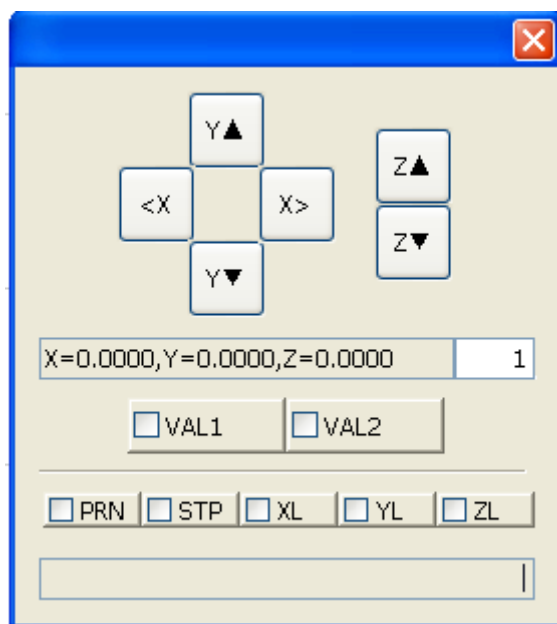 Y▲
<X X>
Z▲
Z▼
Y▼
X=0.0000,Y=0.0000,Z=0.0000 1
VAL1 VAL2
PRN STP XL YL ZL